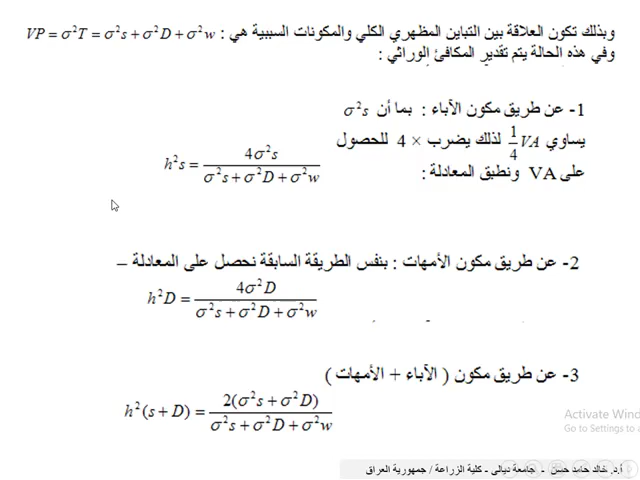 وبذلك تكون العلاقة بين التباين المظهري الكلي والمكونات السببية هي : VP = σ²T = σ²s + σ²D + σ²w
وفي هذه الحالة يتم تقدير المكافئ الوراثي :
1- عن طريق مكون الآباء : بما أن σ²s
يساوي 1/4 VA لذلك يضرب × 4 للحصول
على VA ونطبق المعادلة :
h²s = 4σ²s / (σ²s + σ²D + σ²w)
2- عن طريق مكون الأمهات : بنفس الطريقة السابقة نحصل على المعادلة –
h²D = 4σ²D / (σ²s + σ²D + σ²w)
3- عن طريق مكون ( الآباء + الأمهات )
h²(s + D) = 2(σ²s + σ²D) / (σ²s + σ²D + σ²w)
Activate Wind
Go to Settings to a
أ.د. خالد حامد حسن - جامعة ديالى - كلية الزراعة / جمهورية العراق